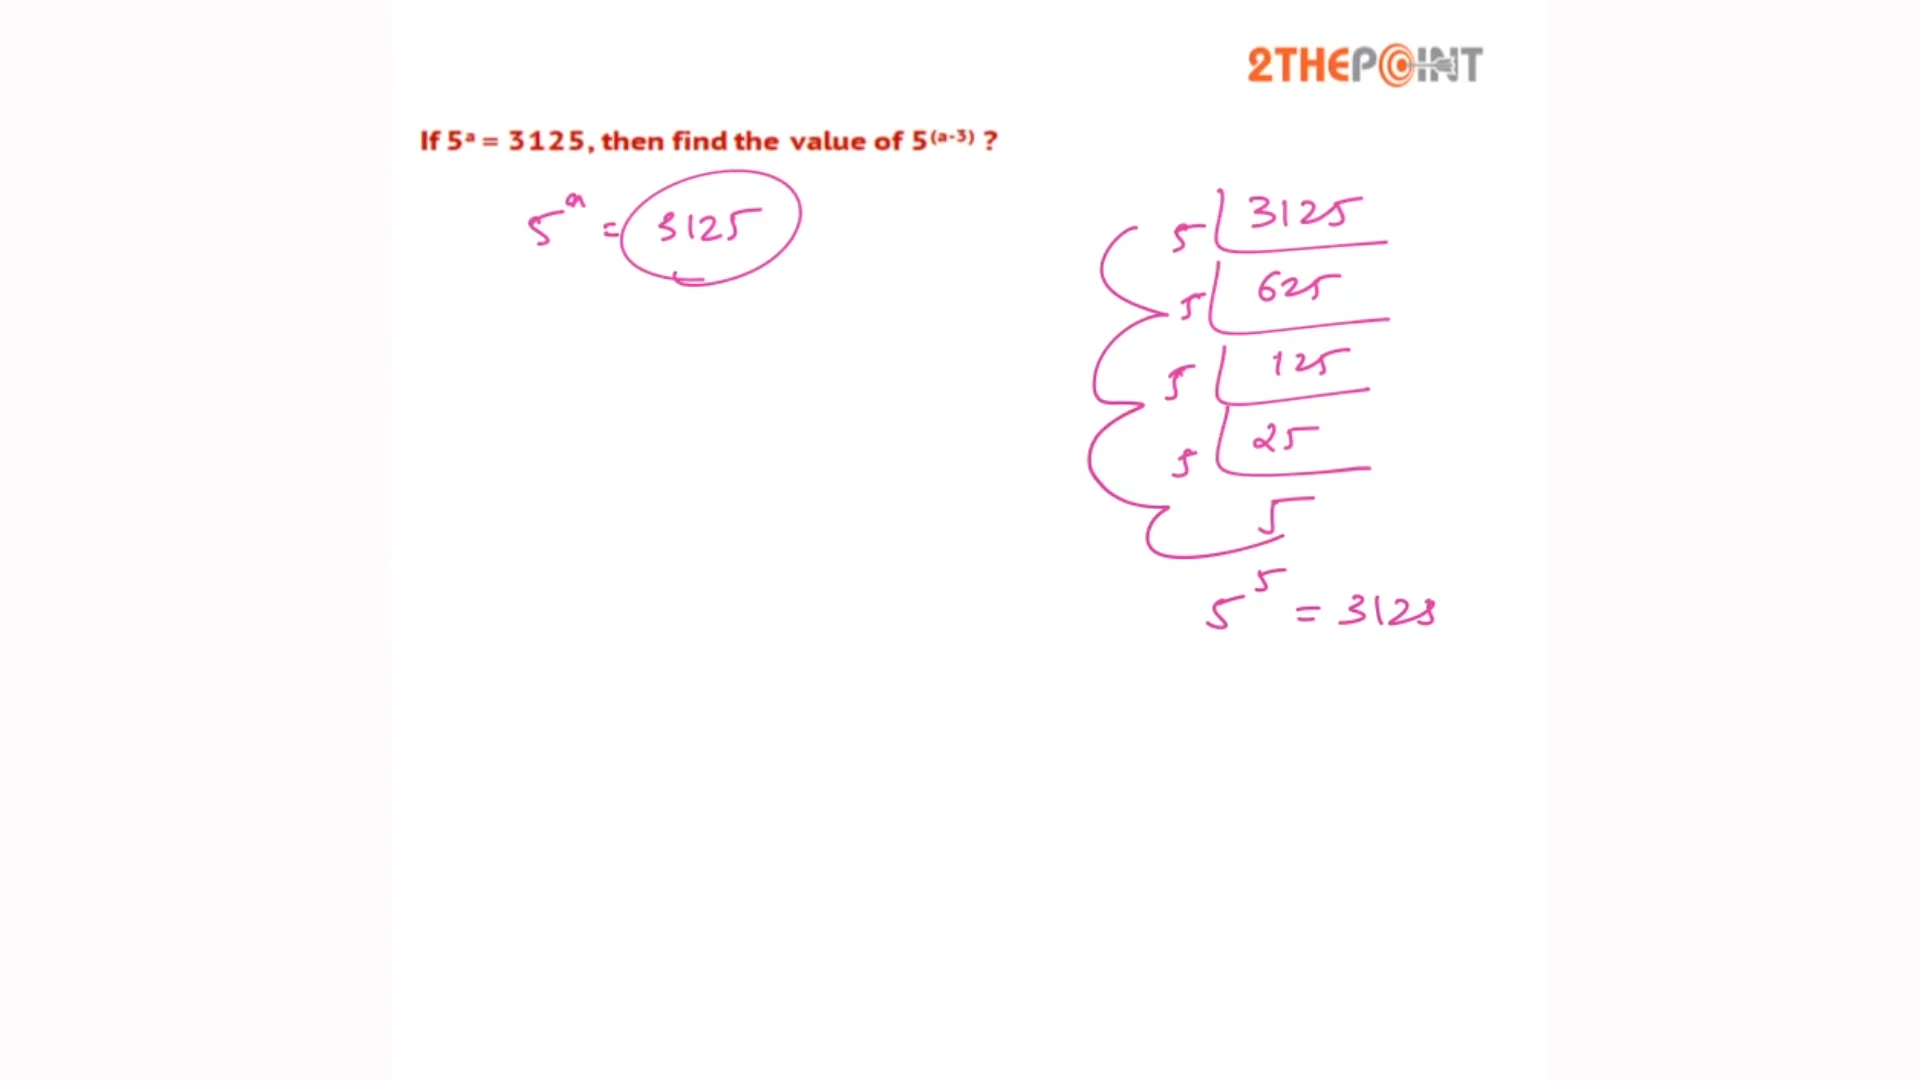 2THEPOINT
If 5ᵃ = 3125, then find the value of 5⁽ᵃ⁻³⁾ ?
5ᵃ = 3125
5 3125
5 625
5 125
5 25
5
5⁵ = 3125